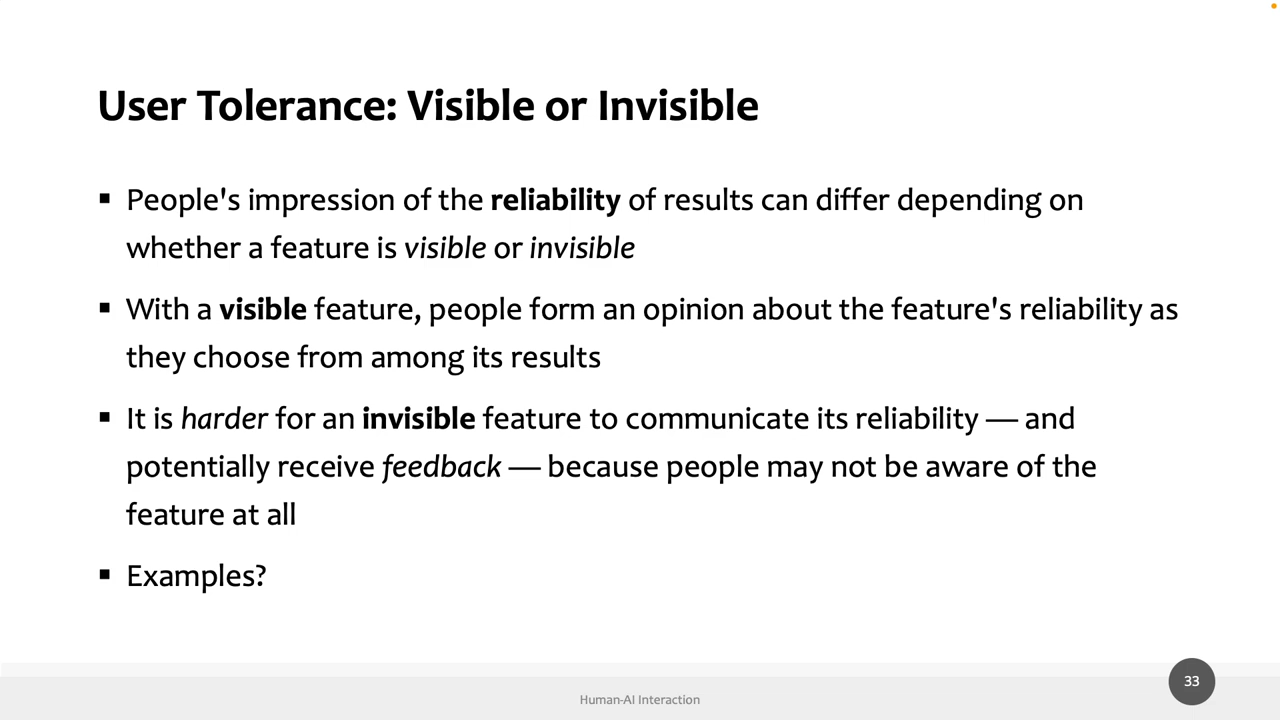 User Tolerance: Visible or Invisible
▪ People's impression of the reliability of results can differ depending on
whether a feature is visible or invisible
▪ With a visible feature, people form an opinion about the feature's reliability as
they choose from among its results
▪ It is harder for an invisible feature to communicate its reliability — and
potentially receive feedback — because people may not be aware of the
feature at all
▪ Examples?
33
Human-AI Interaction